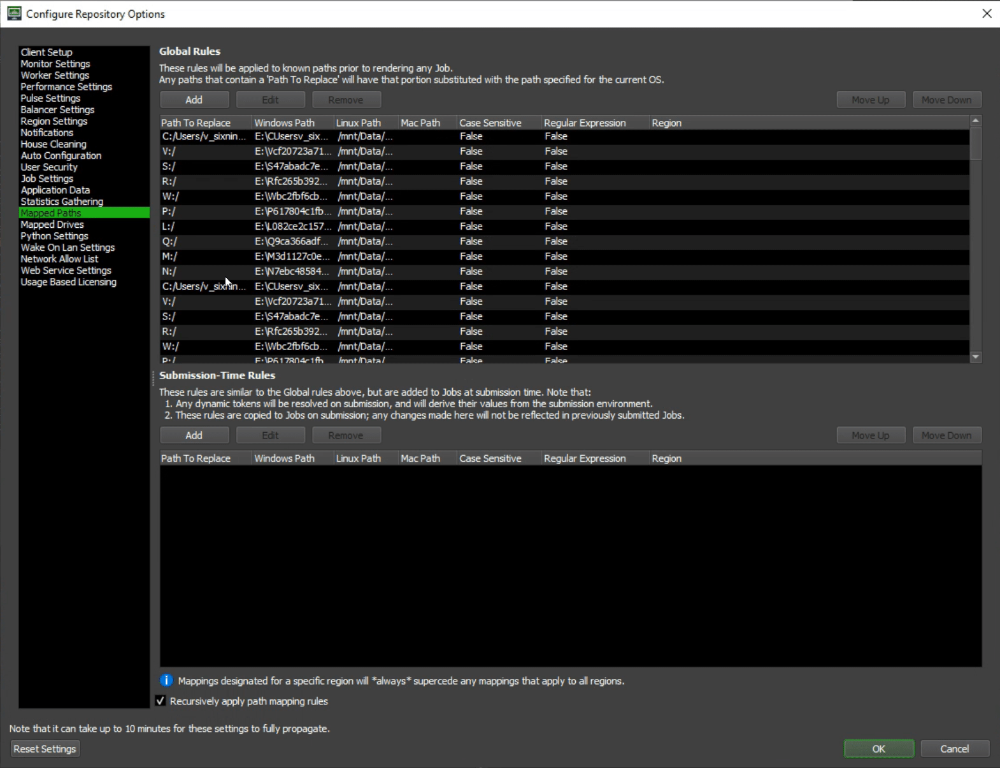 Configure Repository Options
Client Setup
Monitor Settings
Worker Settings
Performance Settings
Pulse Settings
Balancer Settings
Region Settings
Notifications
House Cleaning
Auto Configuration
User Security
Job Settings
Application Data
Statistics Gathering
Mapped Paths
Mapped Drives
Python Settings
Wake On Lan Settings
Network Allow List
Web Service Settings
Usage Based Licensing
Global Rules
These rules will be applied to known paths prior to rendering any Job.
Any paths that contain a 'Path To Replace' will have that portion substituted with the path specified for the current OS.
Add Edit Remove Move Up Move Down
Path To Replace Windows Path Linux Path Mac Path Case Sensitive Regular Expression Region
C:/Users/v_sixnin... E:\CUsersv_six... /mnt/Data/... False False
V:/ E:\Vcf20723a71... /mnt/Data/... False False
S:/ E:\S47abadc7e... /mnt/Data/... False False
R:/ E:\Rfc265b392... /mnt/Data/... False False
W:/ E:\Wbc2fbf6cb... /mnt/Data/... False False
P:/ E:\P617804c1fb... /mnt/Data/... False False
L:/ E:\L082ce2c157... /mnt/Data/... False False
Q:/ E:\Q9ca366adf... /mnt/Data/... False False
M:/ E:\M3d1127c0e... /mnt/Data/... False False
N:/ E:\N7ebc48584... /mnt/Data/... False False
C:/Users/v_sixnin... E:\CUsersv_six... /mnt/Data/... False False
V:/ E:\Vcf20723a71... /mnt/Data/... False False
S:/ E:\S47abadc7e... /mnt/Data/... False False
R:/ E:\Rfc265b392... /mnt/Data/... False False
W:/ E:\Wbc2fbf6cb... /mnt/Data/... False False
P:/ E:\P617804c1fb /mnt/Data/ False False
Submission-Time Rules
These rules are similar to the Global rules above, but are added to Jobs at submission time. Note that:
1. Any dynamic tokens will be resolved on submission, and will derive their values from the submission environment.
2. These rules are copied to Jobs on submission; any changes made here will not be reflected in previously submitted Jobs.
Add Edit Remove Move Up Move Down
Path To Replace Windows Path Linux Path Mac Path Case Sensitive Regular Expression Region
Mappings designated for a specific region will *always* supercede any mappings that apply to all regions.
Recursively apply path mapping rules
Note that it can take up to 10 minutes for these settings to fully propagate.
Reset Settings OK Cancel